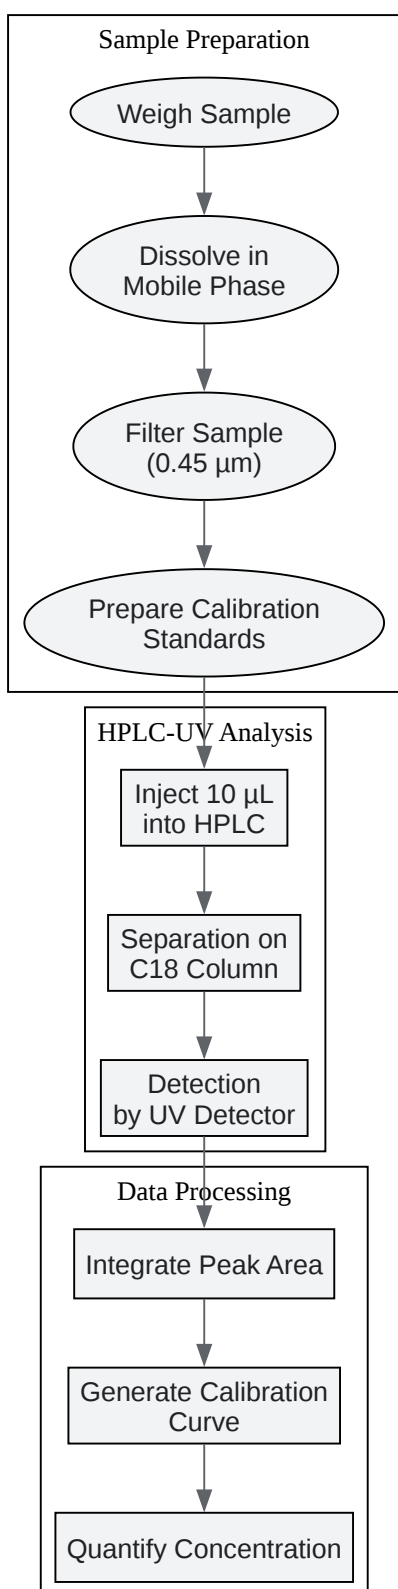 Sample Preparation
Weigh Sample
Dissolve in
Mobile Phase
Filter Sample
(0.45 µm)
Prepare Calibration
Standards
HPLC-UV Analysis
Inject 10 µL
into HPLC
Separation on
C18 Column
Detection
by UV Detector
Data Processing
Integrate Peak Area
Generate Calibration
Curve
Quantify Concentration